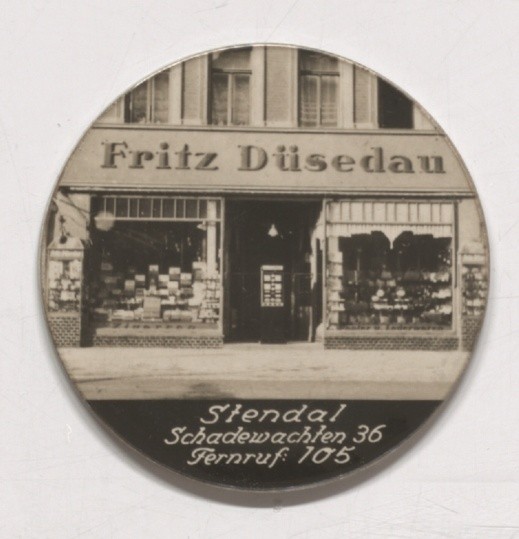 Fritz Düsedau
Stendal
Schadewachten 36
Fernruf: 105